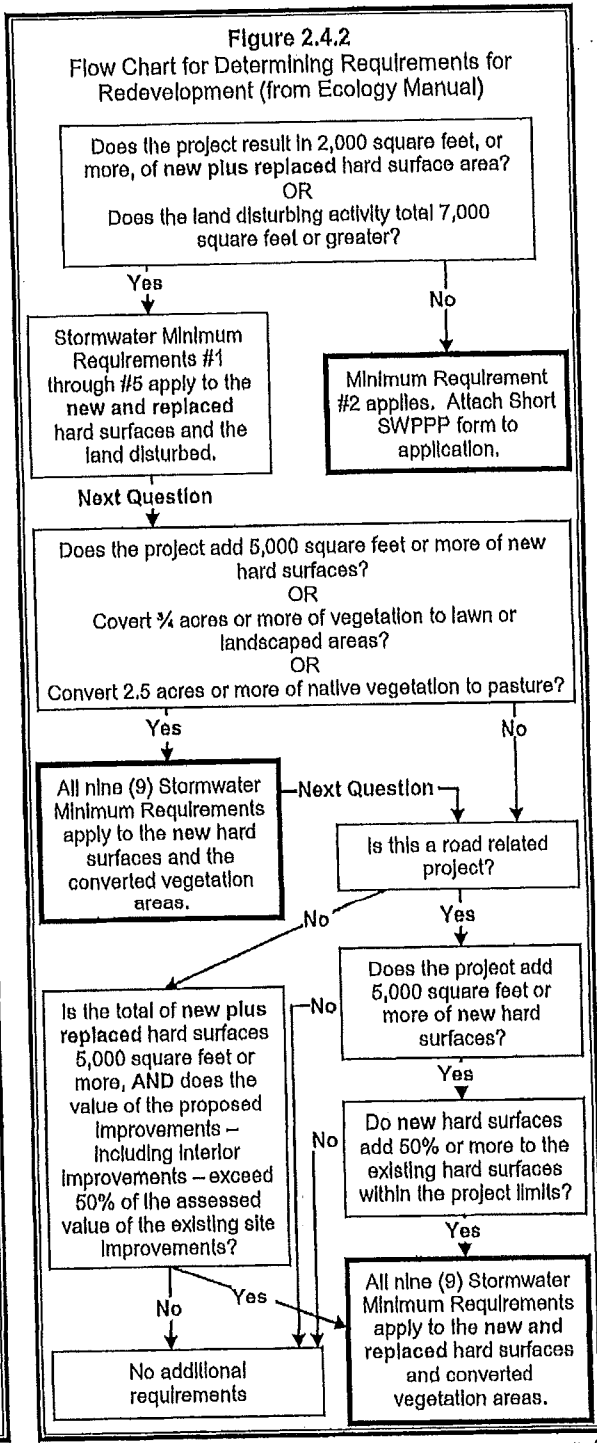 Figure 2.4.2
Flow Chart for Determining Requirements for
Redevelopment (from Ecology Manual)
Does the project result in 2,000 square feet, or
more, of new plus replaced hard surface area?
OR
Does the land disturbing activity total 7,000
square feet or greater?
Yes
No
Stormwater Minimum
Requirements #1
through #5 apply to the
new and replaced
hard surfaces and the
land disturbed.
Minimum Requirement
#2 applies. Attach Short
SWPPP form to
application.
Next Question
Does the project add 5,000 square feet or more of new
hard surfaces?
OR
Covert ¾ acres or more of vegetation to lawn or
landscaped areas?
OR
Convert 2.5 acres or more of native vegetation to pasture?
Yes
No
All nine (9) Stormwater
Minimum Requirements
apply to the new hard
surfaces and the
converted vegetation
areas.
Next Question
Is this a road related
project?
No
Yes
Is the total of new plus
replaced hard surfaces
5,000 square feet or
more, AND does the
value of the proposed
improvements –
including interior
improvements – exceed
50% of the assessed
value of the existing site
improvements?
Does the project add
5,000 square feet or
more of new hard
surfaces?
No
Yes
Do new hard surfaces
add 50% or more to the
existing hard surfaces
within the project limits?
No
Yes
No
Yes
All nine (9) Stormwater
Minimum Requirements
apply to the new and
replaced hard surfaces
and converted
vegetation areas.
No additional
requirements